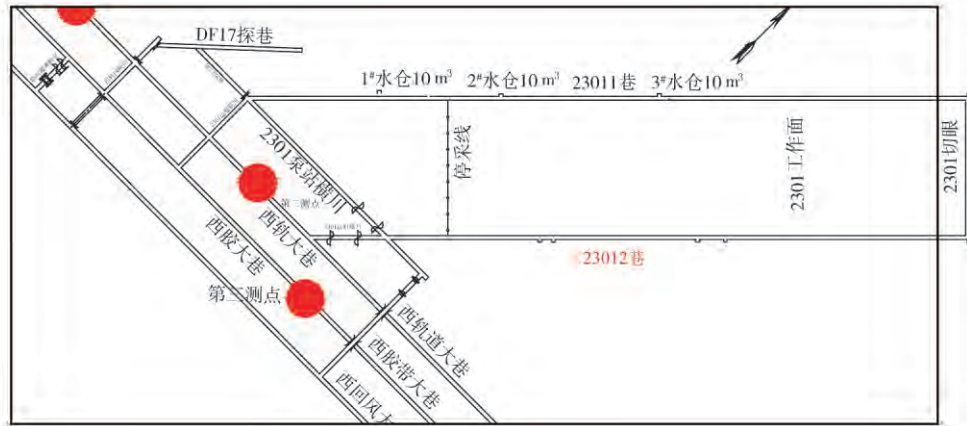 DF17探巷
1#水仓10 m³
2#水仓10 m³
23011巷
3#水仓10 m³
2301泵站横川
停采线
2301工作面
2301切眼
第三测点
西轨大巷
西胶大巷
23012巷
第三测点
西轨道大巷
西胶带大巷
西回风大